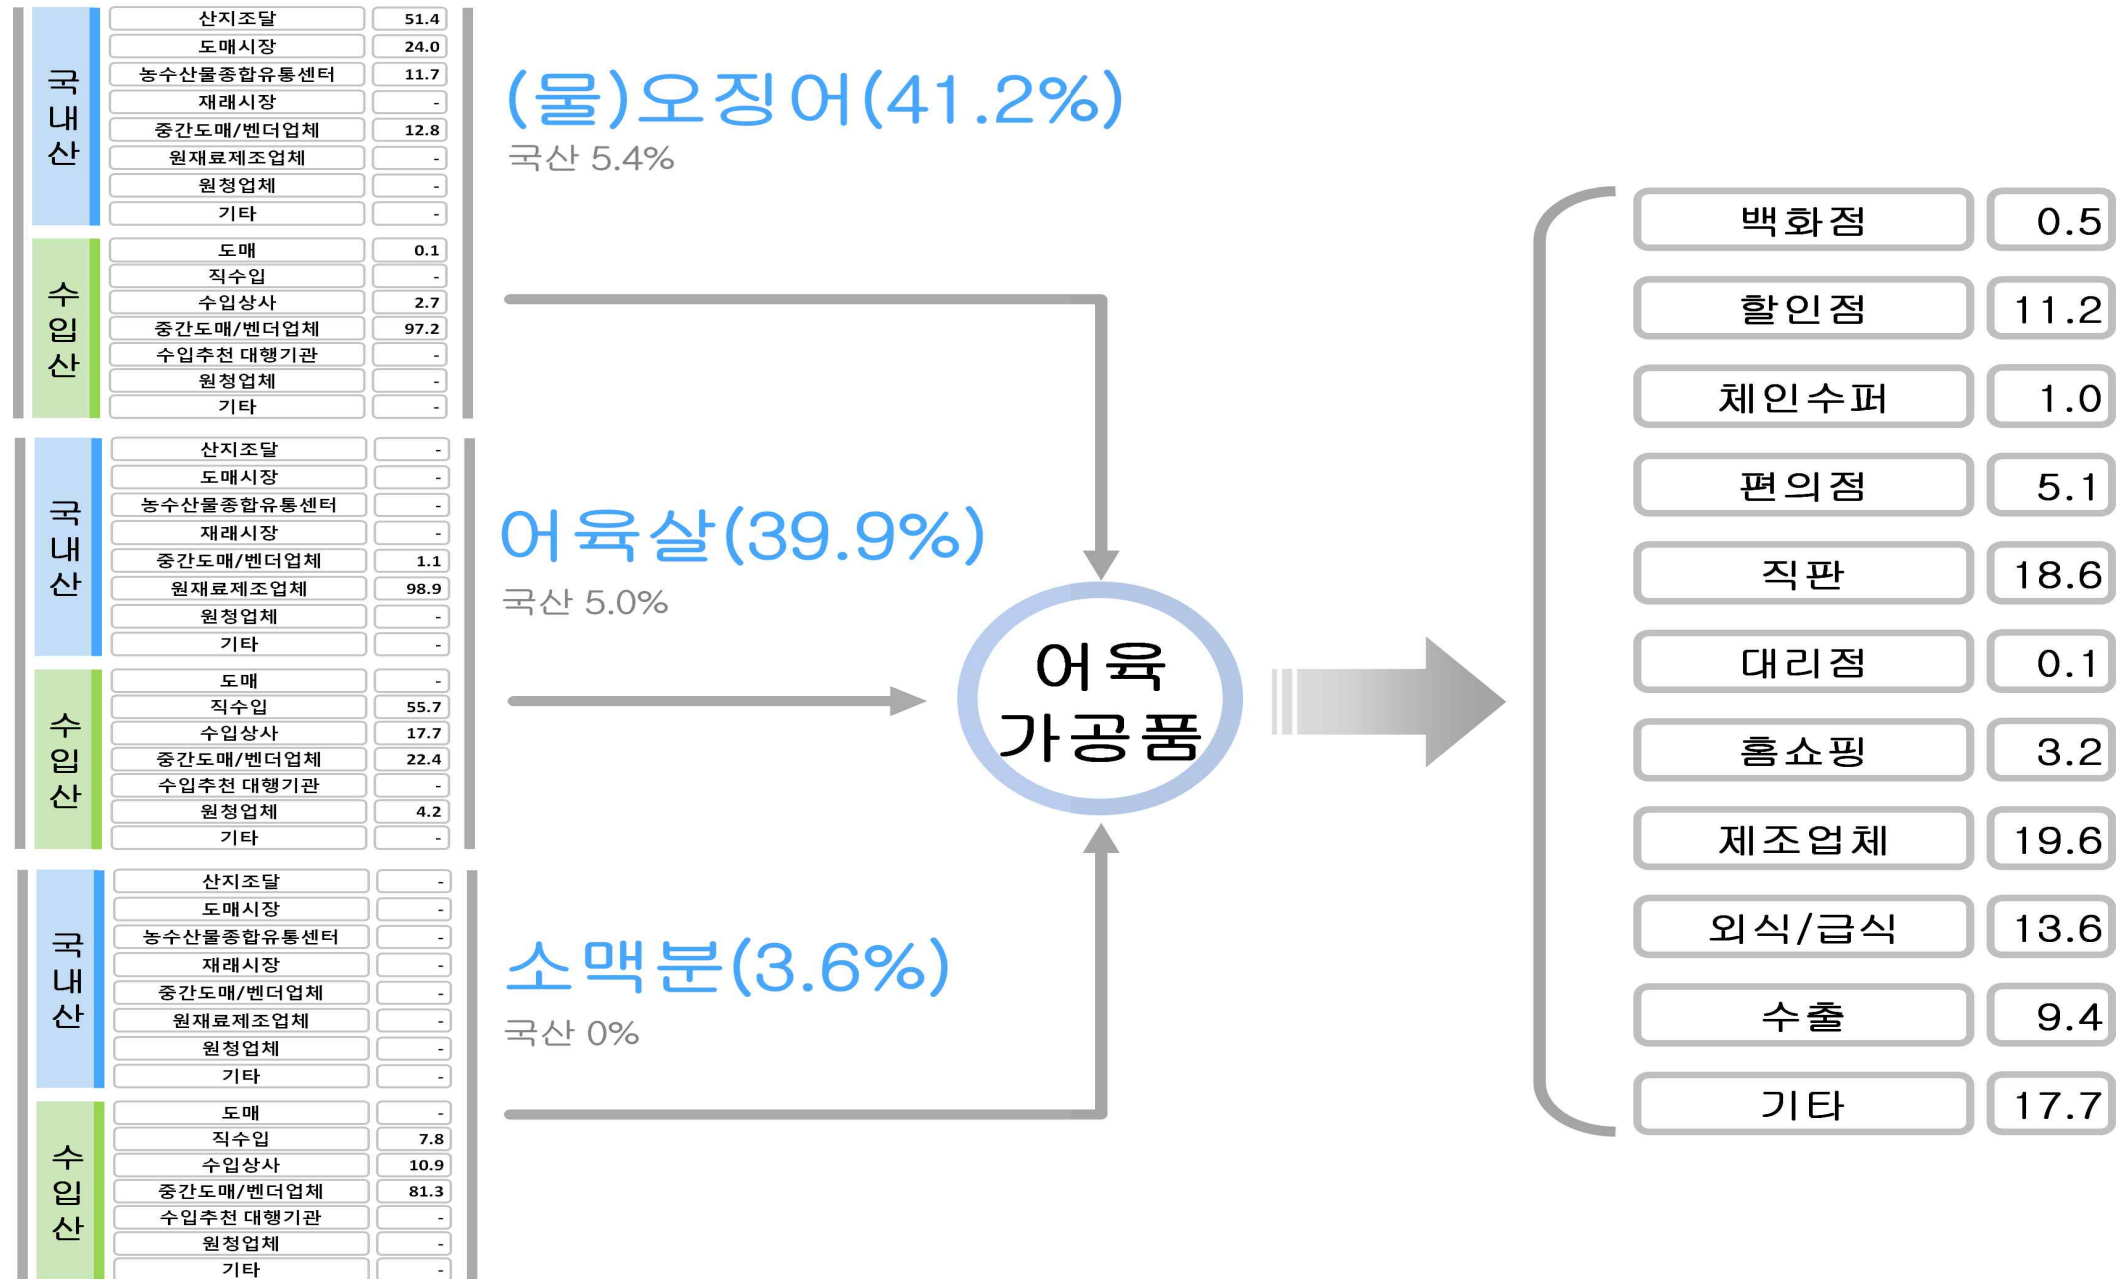 국내산
산지조달 51.4
도매시장 24.0
농수산물종합유통센터 11.7
재래시장 -
중간도매/벤더업체 12.8
원재료제조업체 -
원청업체 -
기타 -
수입산
도매 0.1
직수입 -
수입상사 2.7
중간도매/벤더업체 97.2
수입추천 대행기관 -
원청업체 -
기타 -
(물)오징어(41.2%)
국산 5.4%
국내산
산지조달 -
도매시장 -
농수산물종합유통센터 -
재래시장 -
중간도매/벤더업체 1.1
원재료제조업체 98.9
원청업체 -
기타 -
수입산
도매 -
직수입 55.7
수입상사 17.7
중간도매/벤더업체 22.4
수입추천 대행기관 -
원청업체 4.2
기타 -
어육살(39.9%)
국산 5.0%
국내산
산지조달 -
도매시장 -
농수산물종합유통센터 -
재래시장 -
중간도매/벤더업체 -
원재료제조업체 -
원청업체 -
기타 -
수입산
도매 -
직수입 7.8
수입상사 10.9
중간도매/벤더업체 81.3
수입추천 대행기관 -
원청업체 -
기타 -
소맥분(3.6%)
국산 0%
어육
가공품
백화점 0.5
할인점 11.2
체인수퍼 1.0
편의점 5.1
직판 18.6
대리점 0.1
홈쇼핑 3.2
제조업체 19.6
외식/급식 13.6
수출 9.4
기타 17.7